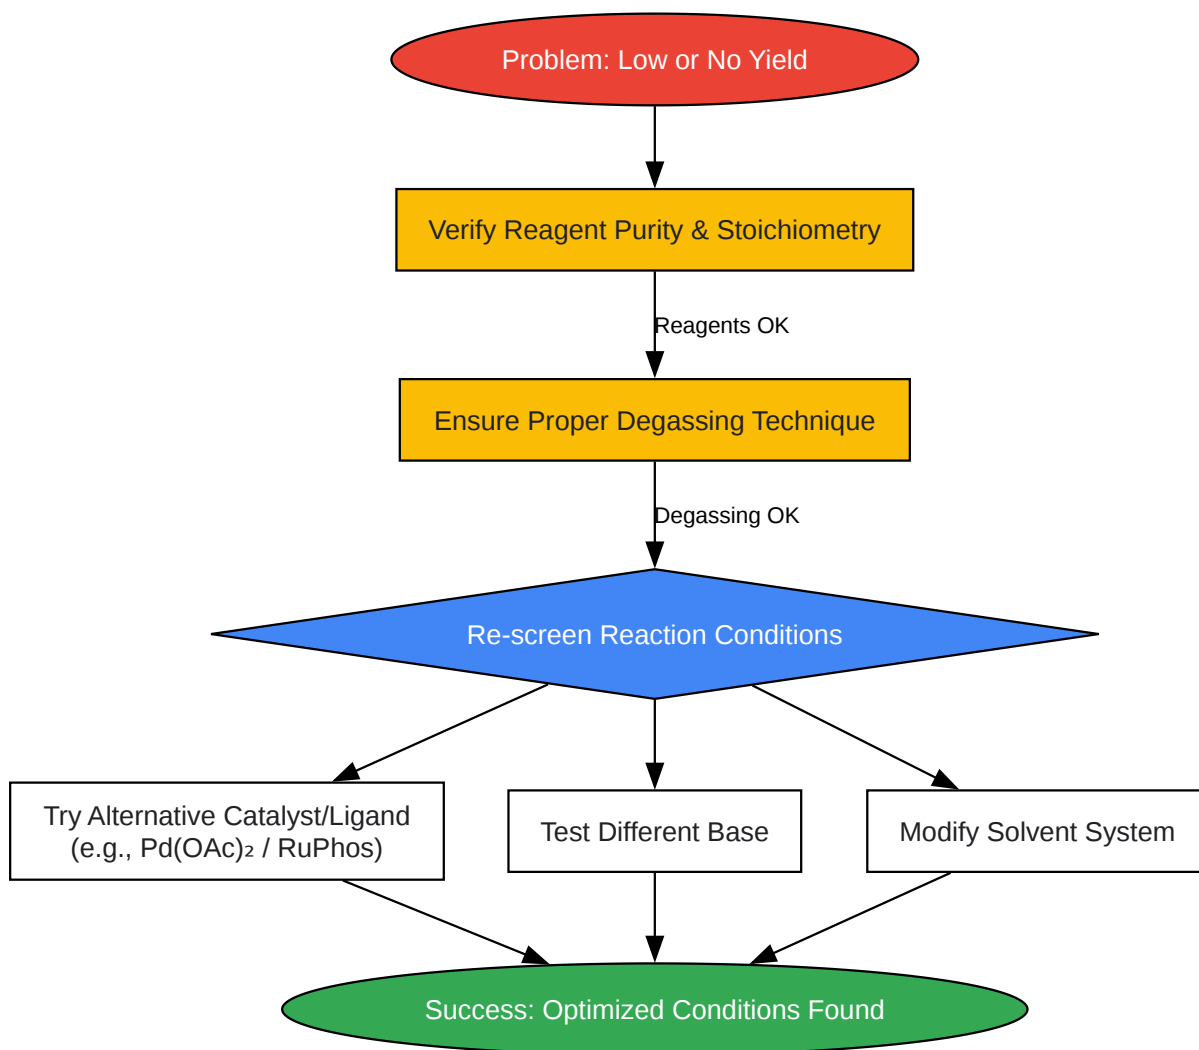 Problem: Low or No Yield
Verify Reagent Purity & Stoichiometry
Reagents OK
Ensure Proper Degassing Technique
Degassing OK
Re-screen Reaction Conditions
Try Alternative Catalyst/Ligand
(e.g., Pd(OAc)₂ / RuPhos)
Test Different Base
Modify Solvent System
Success: Optimized Conditions Found